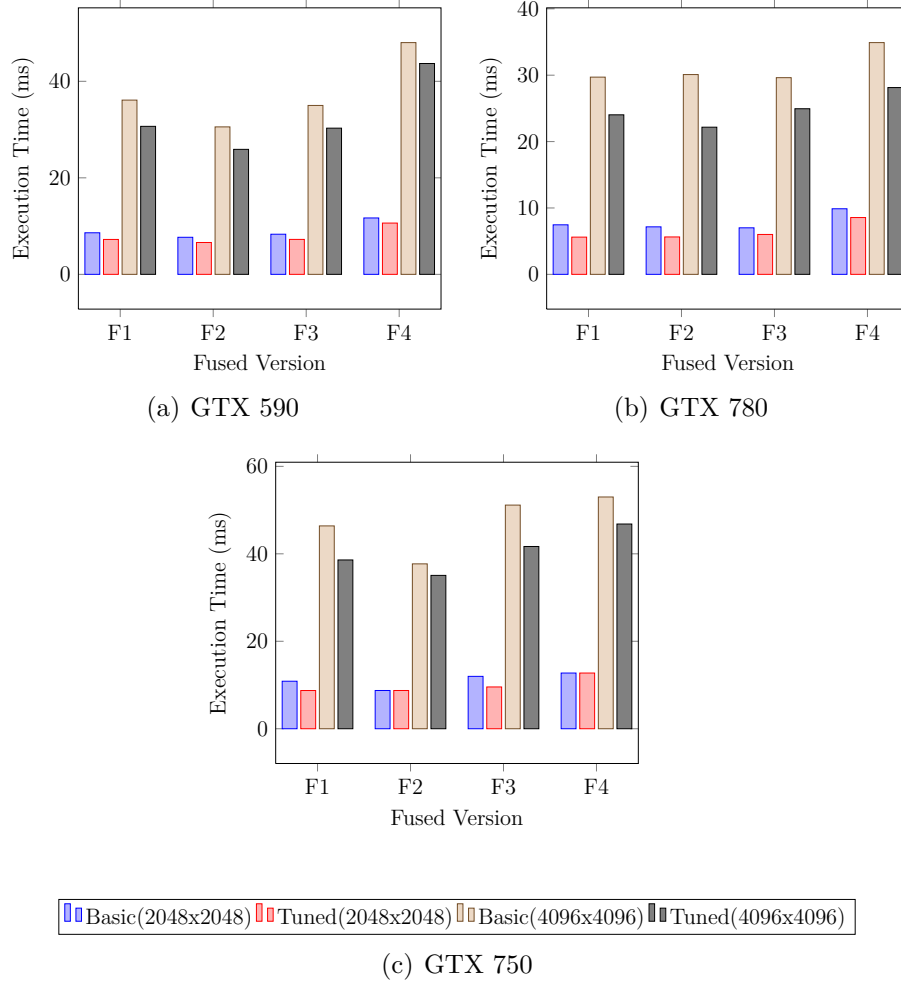 40
20
0
Execution Time (ms)
F1 F2 F3 F4
Fused Version
(a) GTX 590
40
30
20
10
0
Execution Time (ms)
F1 F2 F3 F4
Fused Version
(b) GTX 780
60
40
20
0
Execution Time (ms)
F1 F2 F3 F4
Fused Version
Basic(2048x2048) Tuned(2048x2048) Basic(4096x4096) Tuned(4096x4096)
(c) GTX 750